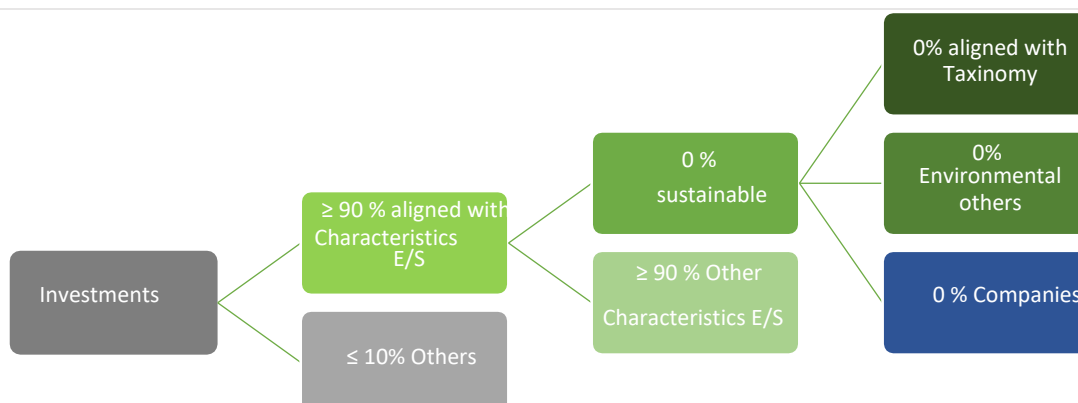 Investments
≥ 90 % aligned with
Characteristics
E/S
≤ 10% Others
0 %
sustainable
≥ 90 % Other
Characteristics E/S
0% aligned with
Taxinomy
0%
Environmental
others
0 % Companies